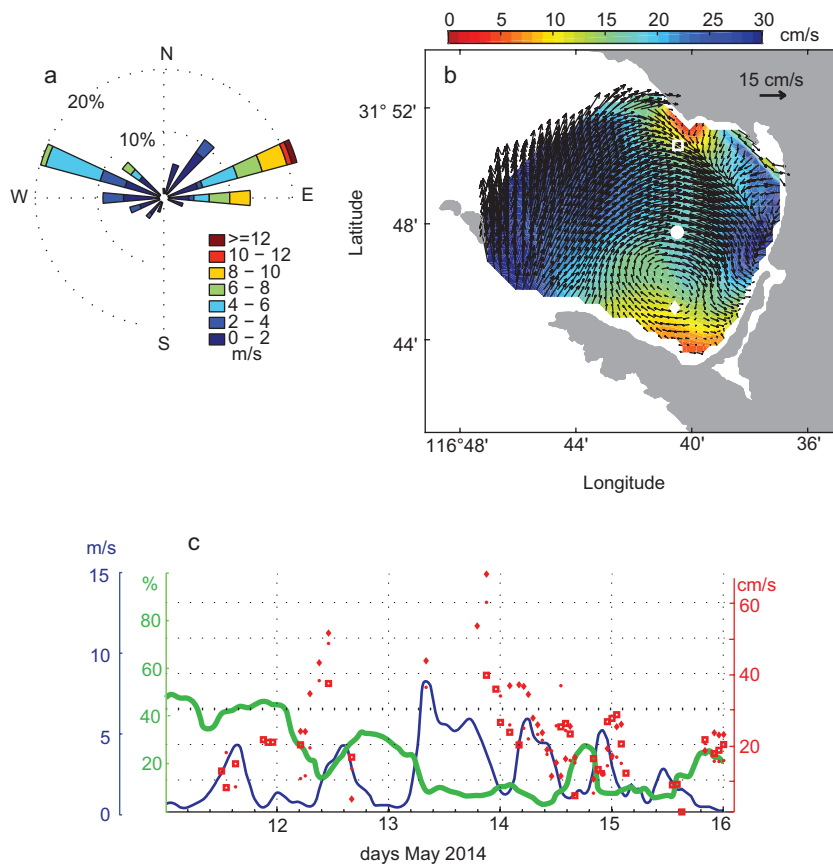 0 5 10 15 20 25 30 cm/s
a
N
20%
10%
W
E
S
>=12
10 – 12
8 – 10
6 – 8
4 – 6
2 – 4
0 – 2
m/s
b
15 cm/s
31° 52'
48'
44'
Latitude
116°48' 44' 40' 36'
Longitude
c
m/s
15
10
5
0
%
80
60
40
20
cm/s
60
40
20
0
12 13 14 15 16
days May 2014